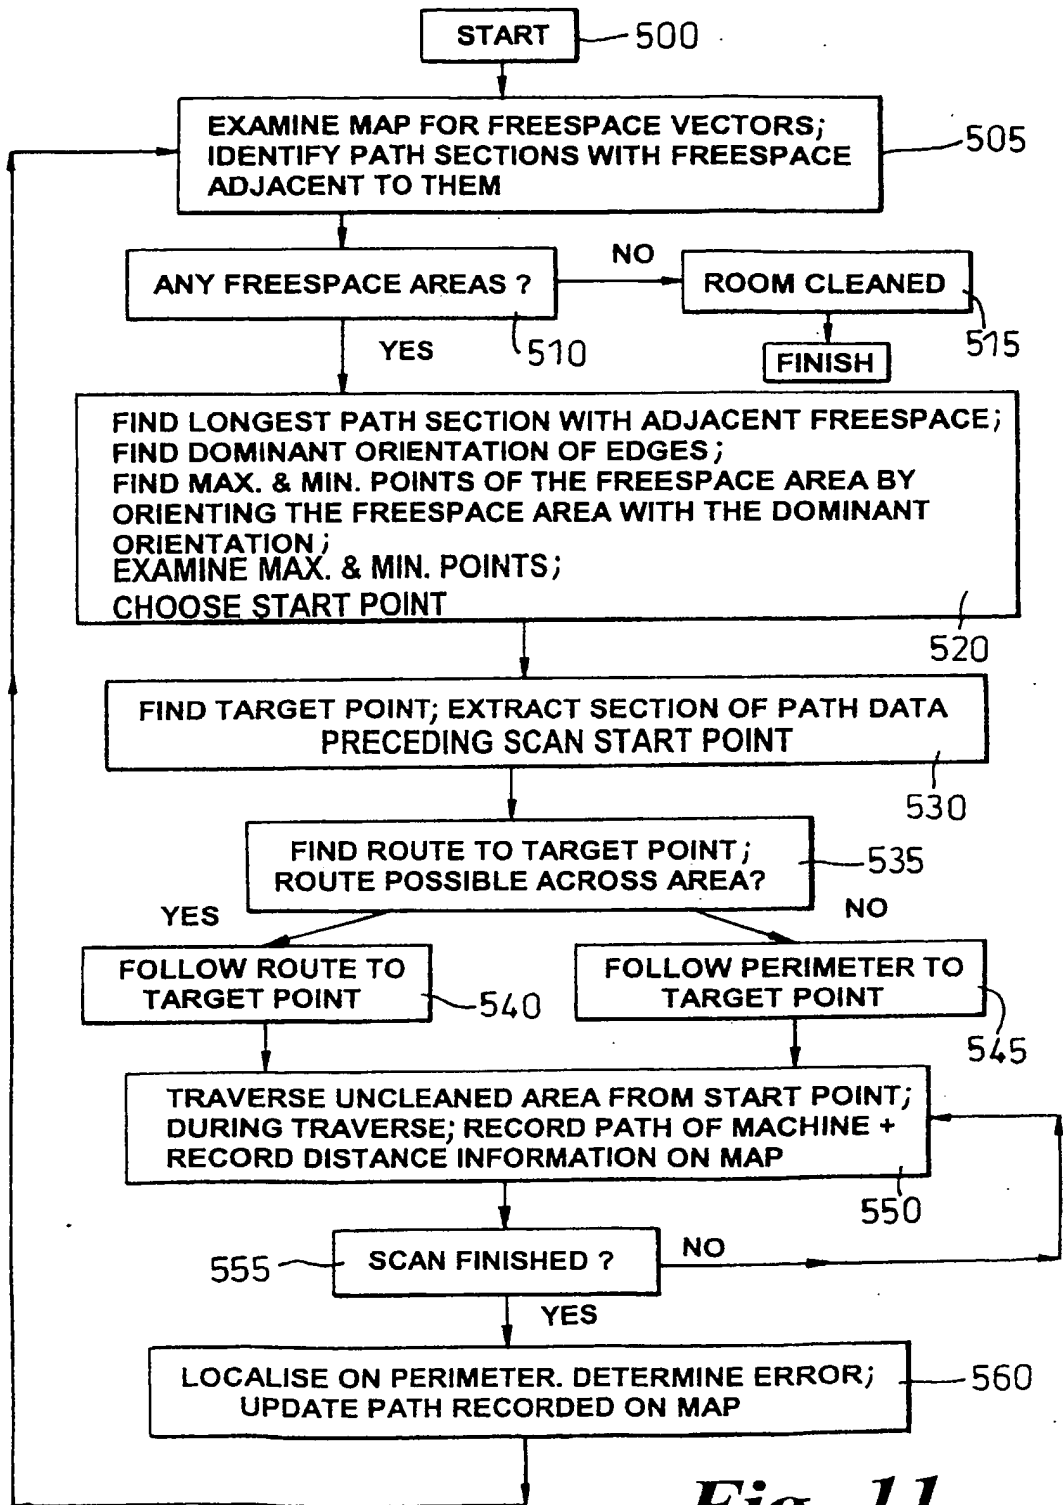 START
500
EXAMINE MAP FOR FREESPACE VECTORS;
IDENTIFY PATH SECTIONS WITH FREESPACE
ADJACENT TO THEM
505
ANY FREESPACE AREAS ?
510
NO
ROOM CLEANED
515
FINISH
YES
FIND LONGEST PATH SECTION WITH ADJACENT FREESPACE;
FIND DOMINANT ORIENTATION OF EDGES;
FIND MAX. & MIN. POINTS OF THE FREESPACE AREA BY
ORIENTING THE FREESPACE AREA WITH THE DOMINANT
ORIENTATION;
EXAMINE MAX. & MIN. POINTS;
CHOOSE START POINT
520
FIND TARGET POINT; EXTRACT SECTION OF PATH DATA
PRECEDING SCAN START POINT
530
FIND ROUTE TO TARGET POINT;
ROUTE POSSIBLE ACROSS AREA?
535
YES
NO
FOLLOW ROUTE TO
TARGET POINT
540
FOLLOW PERIMETER TO
TARGET POINT
545
TRAVERSE UNCLEANED AREA FROM START POINT;
DURING TRAVERSE; RECORD PATH OF MACHINE +
RECORD DISTANCE INFORMATION ON MAP
550
555
SCAN FINISHED ?
NO
YES
LOCALISE ON PERIMETER. DETERMINE ERROR;
UPDATE PATH RECORDED ON MAP
560
Fig. 11